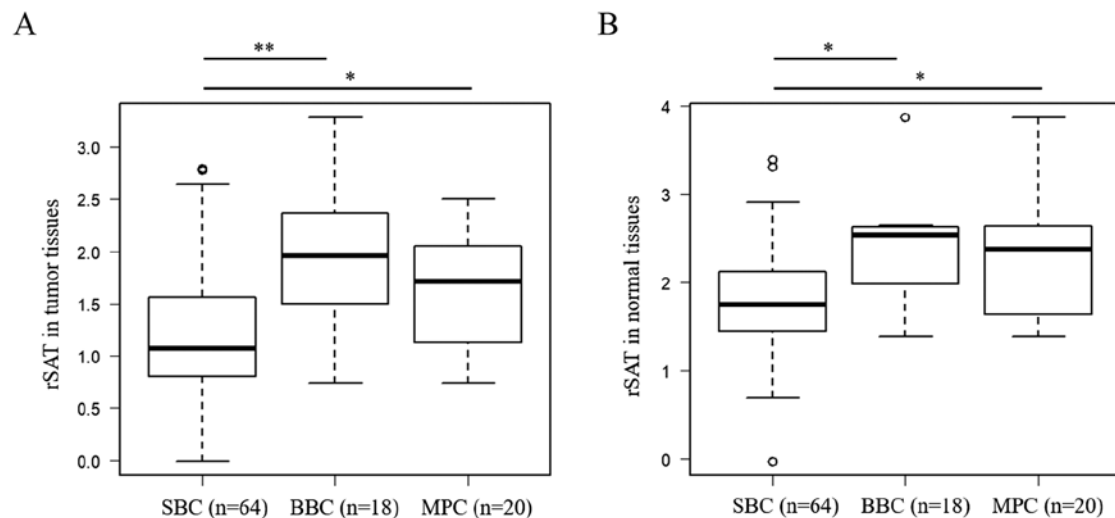 A
**
*
rSAT in tumor tissues
3.0
2.5
2.0
1.5
1.0
0.5
0.0
SBC (n=64) BBC (n=18) MPC (n=20)
B
*
*
rSAT in normal tissues
4
3
2
1
0
SBC (n=64) BBC (n=18) MPC (n=20)